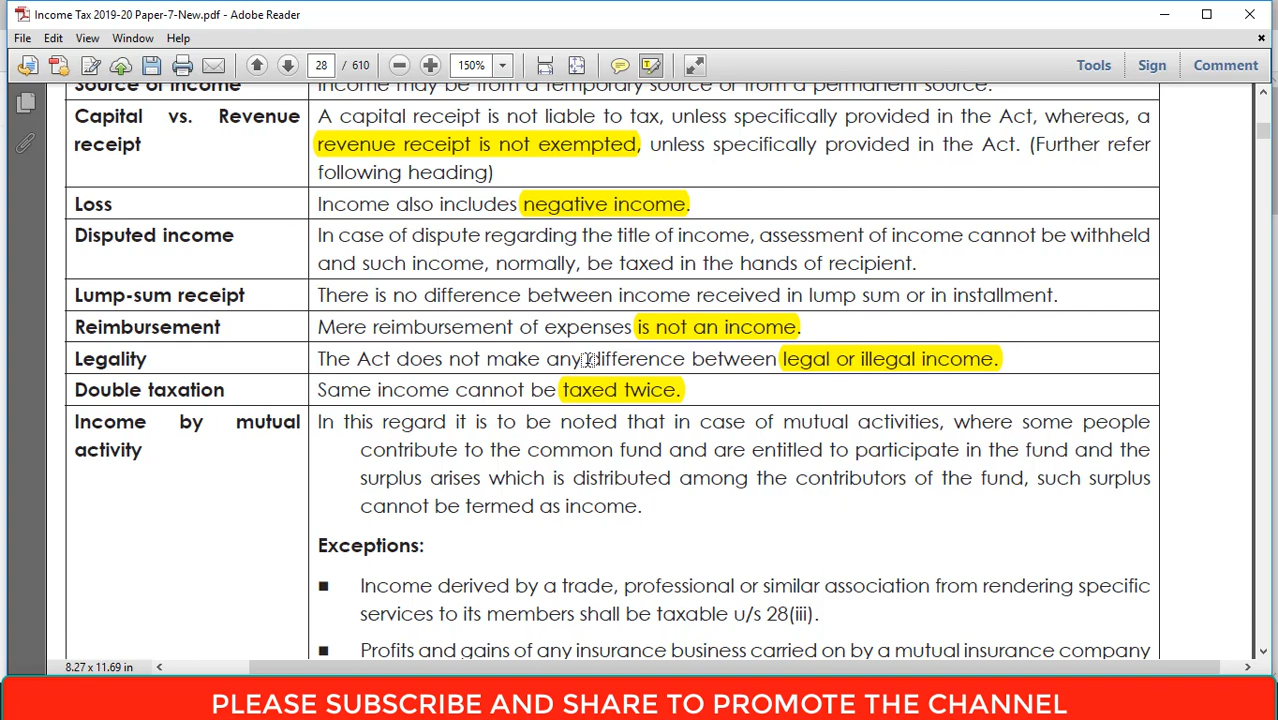 Income Tax 2019-20 Paper-7-New.pdf - Adobe Reader
File Edit View Window Help
28 / 610 150% Tools Sign Comment
Source of income Income may be from a temporary source or from a permanent source.
Capital vs. Revenue receipt
A capital receipt is not liable to tax, unless specifically provided in the Act, whereas, a
revenue receipt is not exempted, unless specifically provided in the Act. (Further refer
following heading)
Loss Income also includes negative income.
Disputed income In case of dispute regarding the title of income, assessment of income cannot be withheld
and such income, normally, be taxed in the hands of recipient.
Lump-sum receipt There is no difference between income received in lump sum or in installment.
Reimbursement Mere reimbursement of expenses is not an income.
Legality The Act does not make any difference between legal or illegal income.
Double taxation Same income cannot be taxed twice.
Income by mutual activity
In this regard it is to be noted that in case of mutual activities, where some people
contribute to the common fund and are entitled to participate in the fund and the
surplus arises which is distributed among the contributors of the fund, such surplus
cannot be termed as income.
Exceptions:
■ Income derived by a trade, professional or similar association from rendering specific
services to its members shall be taxable u/s 28(iii).
■ Profits and gains of any insurance business carried on by a mutual insurance company
8.27 x 11.69 in
PLEASE SUBSCRIBE AND SHARE TO PROMOTE THE CHANNEL